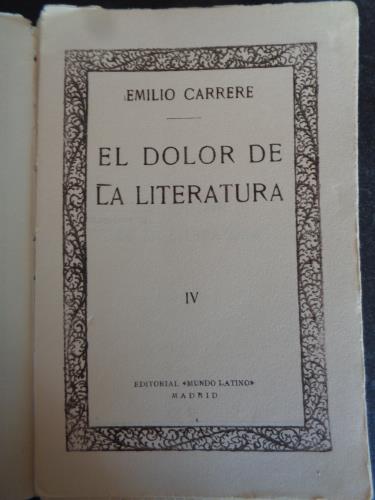 EMILIO CARRERE
EL DOLOR DE
LA LITERATURA
IV
EDITORIAL «MUNDO LATINO»
MADRID